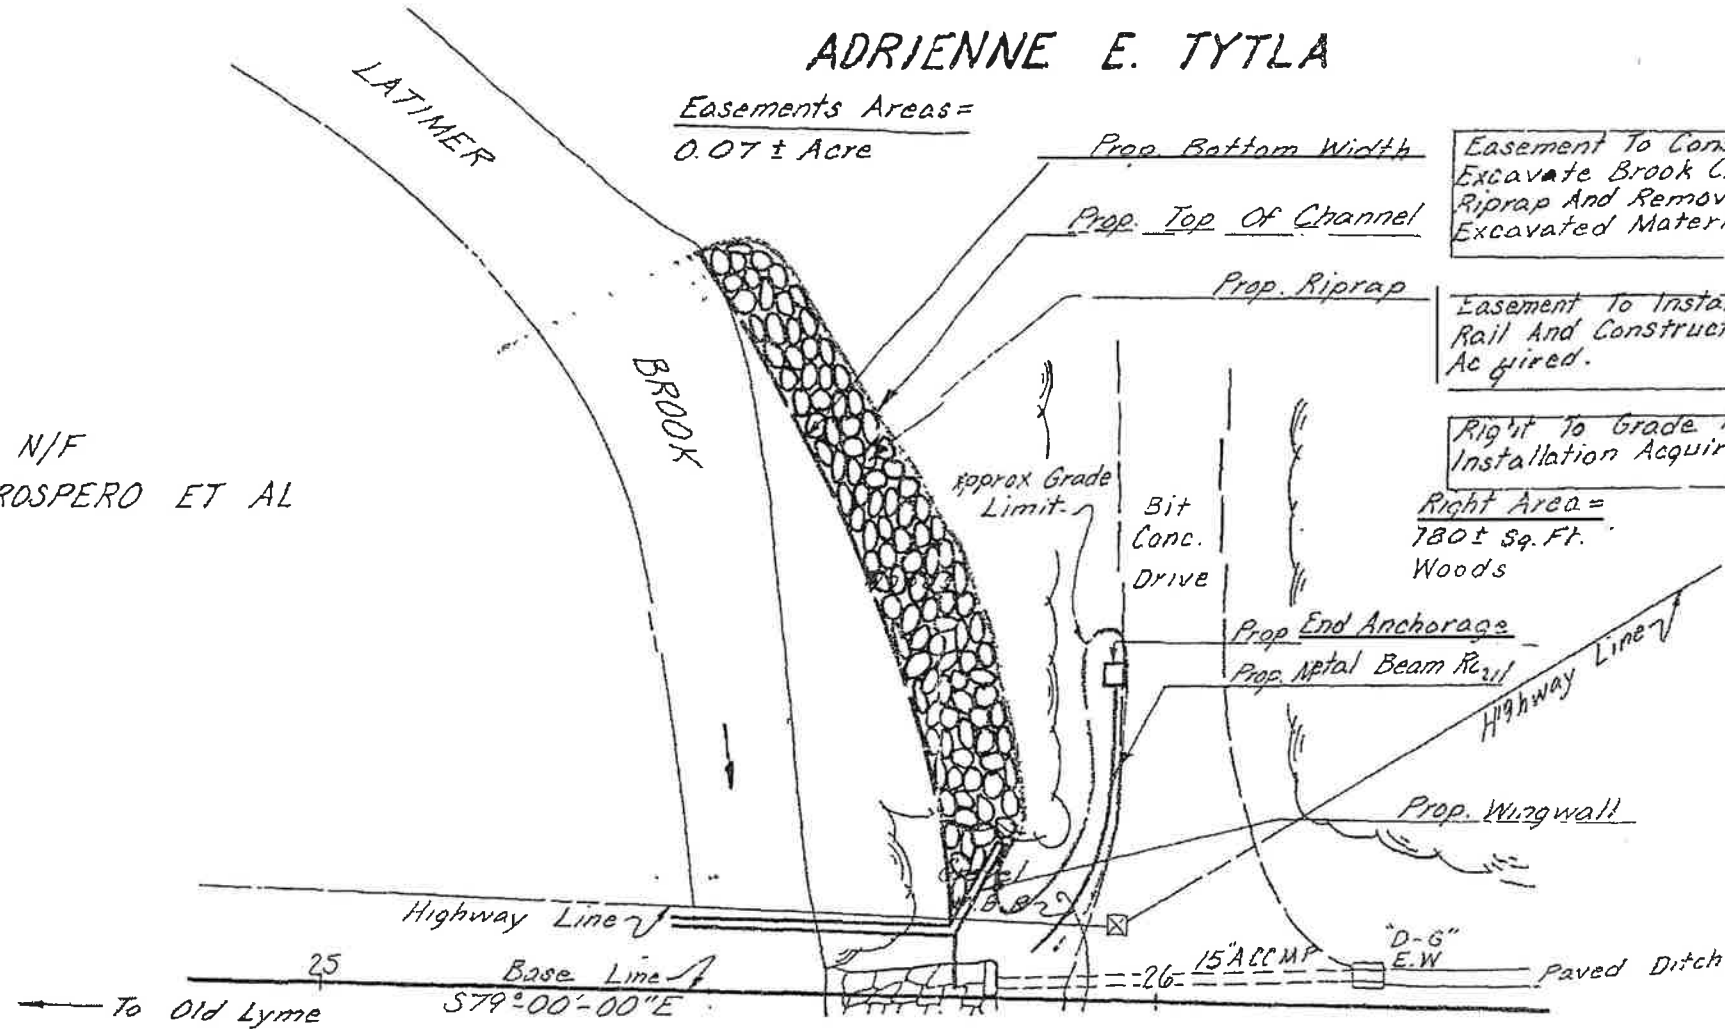 ADRIENNE E. TYTLA
Easements Areas=
0.07 ± Acre
LATIMER
BROOK
Prop. Bottom Width
Prop. Top Of Channel
Prop. Riprap
Easement To Con
Excavate Brook C
Riprap And Remov
Excavated Mater
Easement To Insta
Rail And Construct
Acquired.
Right To Grade
Installation Acquir
Right Area =
780± Sq. Ft.
Woods
N/F
ROSPERO ET AL
Approx Grade
Limit
Bit
Conc.
Drive
Prop End Anchorage
Prop. Metal Beam Rail
Highway Line
Prop. Wingwall
Highway Line
25
Base Line
S79°-00'-00"E
To Old Lyme
26
15" ACCMP
"D-G"
E.W
Paved Ditch